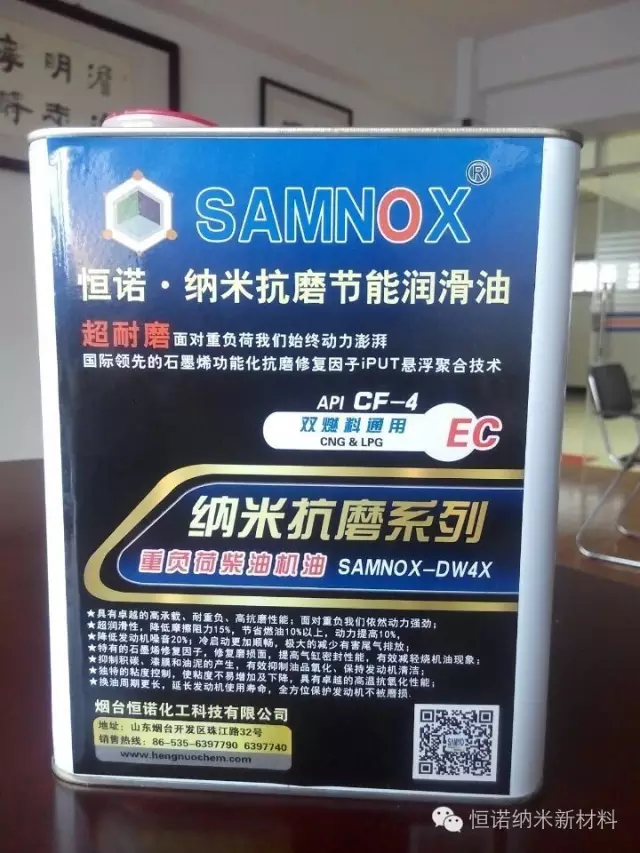 SAMNOX®
恒诺·纳米抗磨节能润滑油
超耐磨 面对重负荷我们始终动力澎湃
国际领先的石墨烯功能化抗磨修复因子iPUT悬浮聚合技术
API CF-4
双燃料通用
CNG & LPG
EC
纳米抗磨系列
重负荷柴油机油 SAMNOX-DW4X
★具有卓越的高承载、耐重负、高抗磨性能；面对重负我们依然动力强劲；
★超润滑性，降低摩擦阻力15%，节省燃油10%以上，动力提高10%，
★降低发动机噪音20%；冷启动更加顺畅，极大的减少有害尾气排放；
★特有的石墨烯修复因子，修复磨损面，提高气缸密封性能，有效减轻烧机油现象；
★抑制积碳、漆膜和油泥的产生，有效抑制油品氧化、保持发动机清洁；
★独特的粘度控制，使粘度不易增加及下降，具有卓越的高温抗氧化性能；
★换油周期更长，延长发动机使用寿命，全方位保护发动机不被磨损.
烟台恒诺化工科技有限公司
地址：山东烟台开发区珠江路32号
销售热线：86-535-6397790 6397740
www.hengnuochem.com
SAMNOX
恒诺纳米新材料